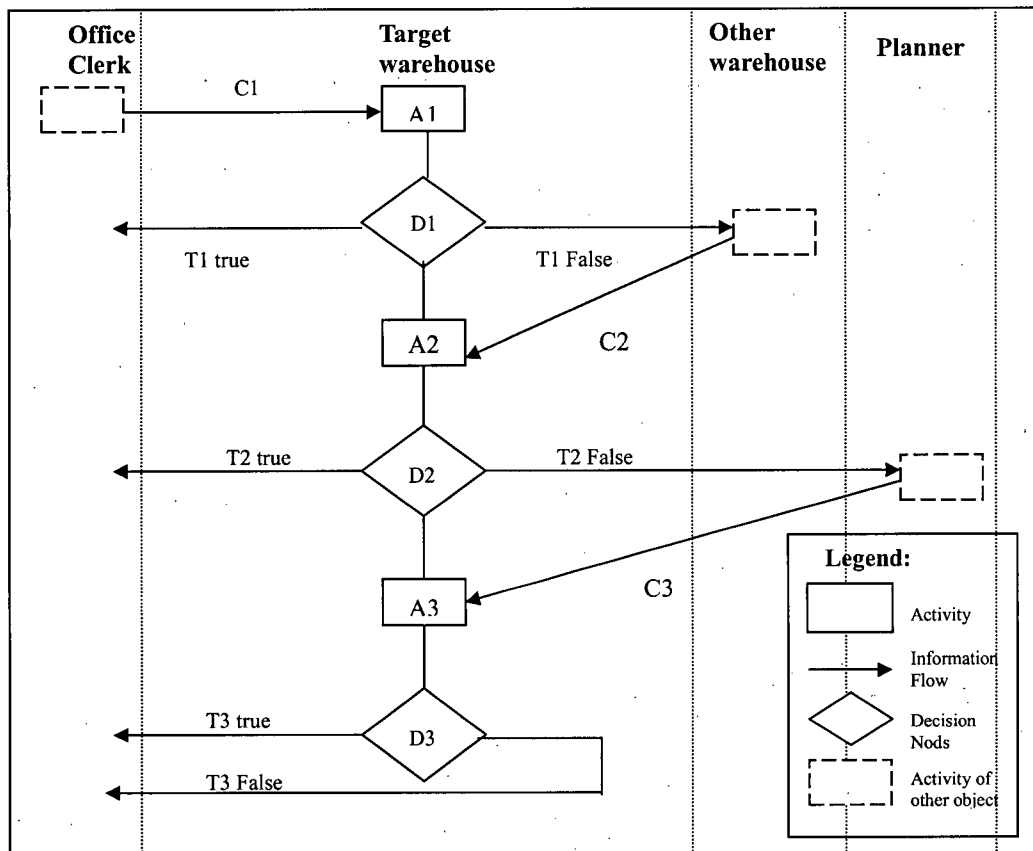 Office
Clerk
Target
warehouse
Other
warehouse
Planner
C1
A1
D1
T1 true
T1 False
A2
C2
T2 true
D2
T2 False
A3
C3
Legend:
Activity
Information
Flow
Decision
Nods
Activity of
other object
T3 true
D3
T3 False